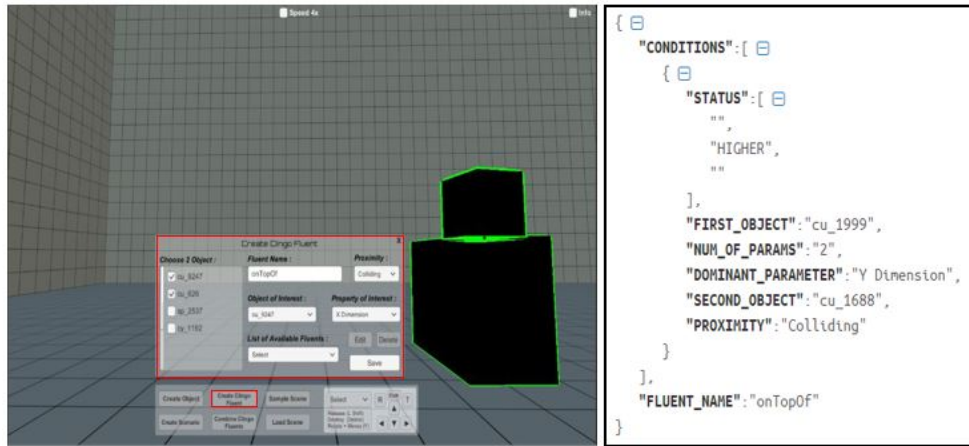 Speed 4x
Info
Create Clingo Fluent
X
Choose 2 Object :
Fluent Name :
Proximity :
cu_9247
onTopOf
Colliding
cu_626
Object of Interest :
Property of Interest :
sp_2537
cu_9247
X Dimension
cy_1162
List of Available Fluents :
Edit
Delete
Select
Save
Create Object
Create Clingo
Fluent
Sample Scene
Select
R
T
Create Scenario
Combine Clingo
Fluents
Load Scene
{
"CONDITIONS":[
{
"STATUS":[
"",
"HIGHER",
""
],
"FIRST_OBJECT":"cu_1999",
"NUM_OF_PARAMS":"2",
"DOMINANT_PARAMETER":"Y Dimension",
"SECOND_OBJECT":"cu_1688",
"PROXIMITY":"Colliding"
}
],
"FLUENT_NAME":"onTopOf"
}